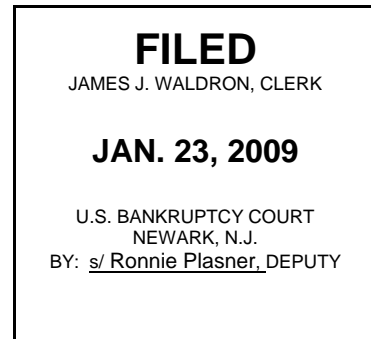 FILED
JAMES J. WALDRON, CLERK
JAN. 23, 2009
U.S. BANKRUPTCY COURT
NEWARK, N.J.
BY: s/ Ronnie Plasner, DEPUTY